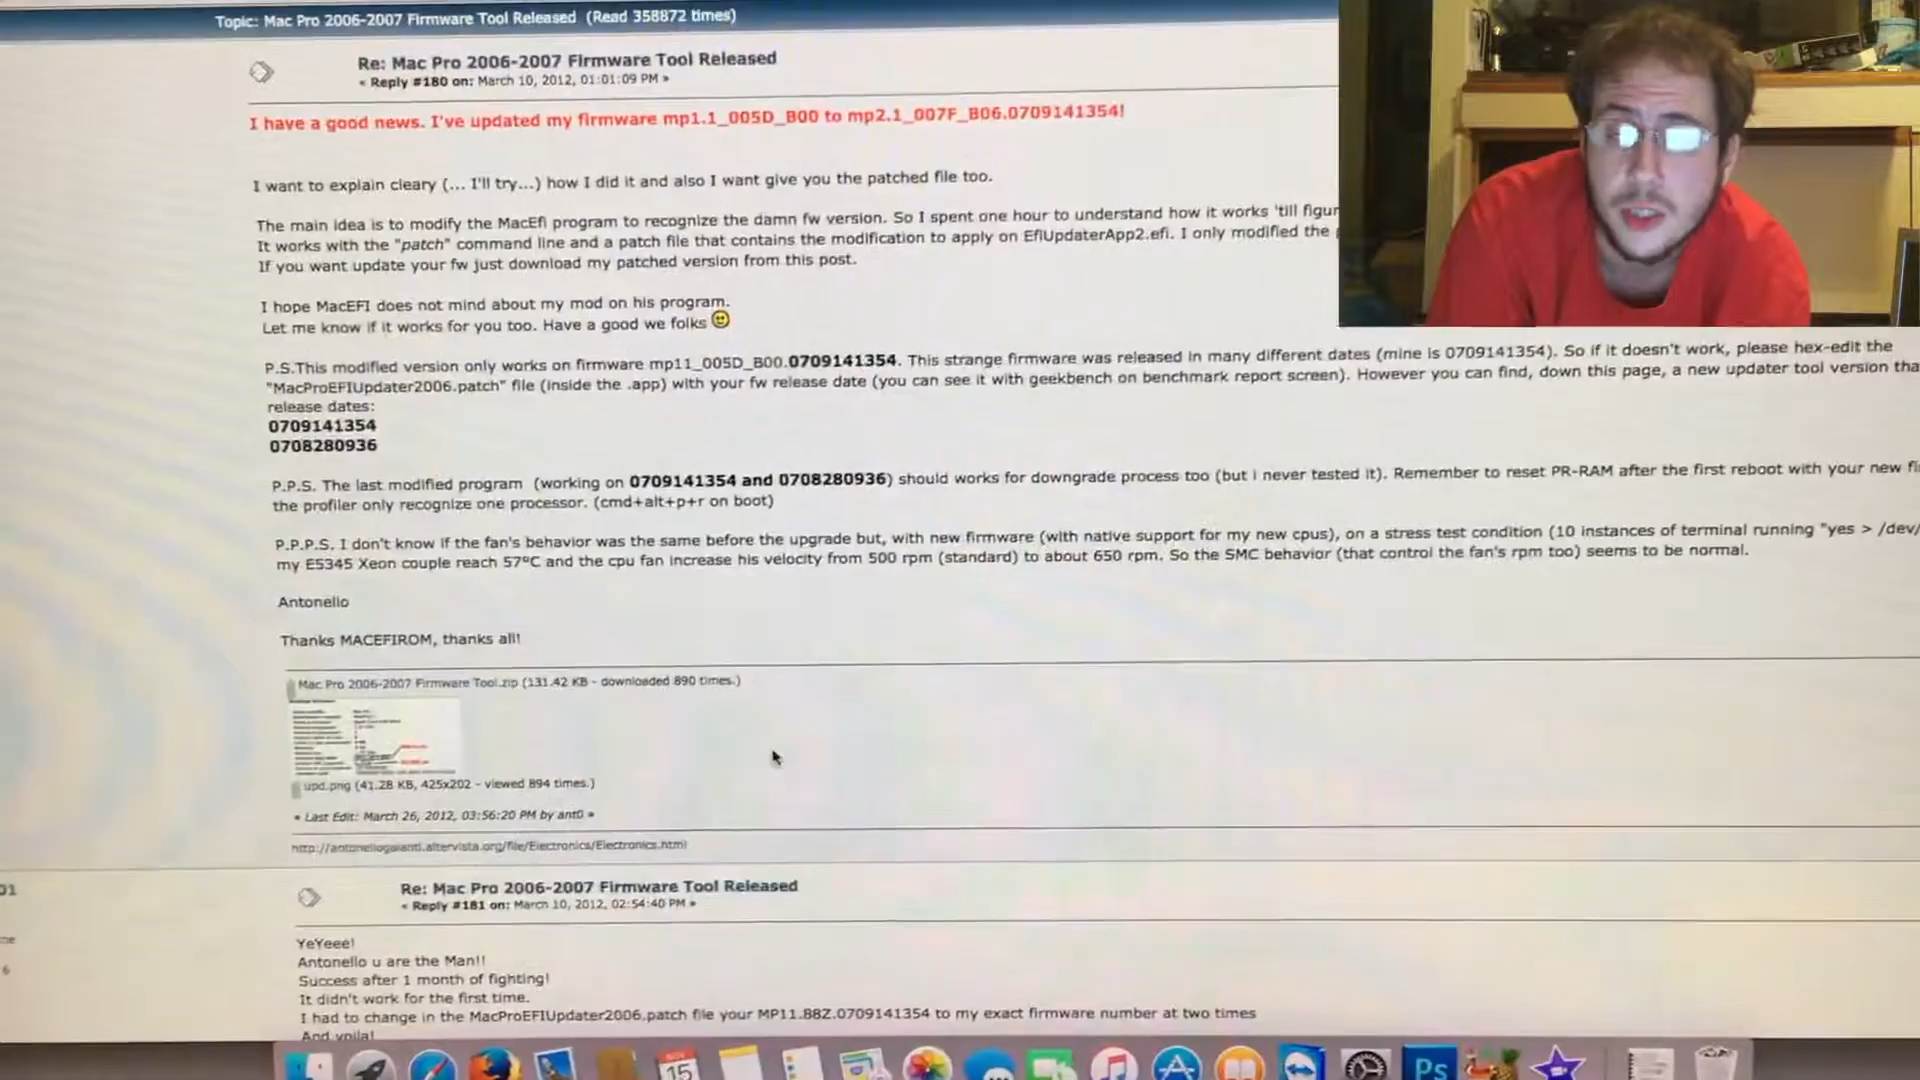 Topic: Mac Pro 2006-2007 Firmware Tool Released (Read 358872 times)
Re: Mac Pro 2006-2007 Firmware Tool Released
« Reply #180 on: March 10, 2012, 01:01:09 PM »
I have a good news. I've updated my firmware mp1.1_005D_B00 to mp2.1_007F_B06.0709141354!
I want to explain cleary (... I'll try...) how I did it and also I want give you the patched file too.
The main idea is to modify the MacEfi program to recognize the damn fw version. So I spent one hour to understand how it works 'till figur
It works with the "patch" command line and a patch file that contains the modification to apply on EfiUpdaterApp2.efi. I only modified the
If you want update your fw just download my patched version from this post.
I hope MacEFI does not mind about my mod on his program.
Let me know if it works for you too. Have a good we folks
P.S.This modified version only works on firmware mp11_005D_B00.0709141354. This strange firmware was released in many different dates (mine is 0709141354). So if it doesn't work, please hex-edit the
"MacProEFIUpdater2006.patch" file (inside the .app) with your fw release date (you can see it with geekbench on benchmark report screen). However you can find, down this page, a new updater tool version tha
release dates:
0709141354
0708280936
P.P.S. The last modified program (working on 0709141354 and 0708280936) should works for downgrade process too (but i never tested it). Remember to reset PR-RAM after the first reboot with your new fi
the profiler only recognize one processor. (cmd+alt+p+r on boot)
P.P.P.S. I don't know if the fan's behavior was the same before the upgrade but, with new firmware (with native support for my new cpus), on a stress test condition (10 instances of terminal running "yes > /dev/
my E5345 Xeon couple reach 57°C and the cpu fan increase his velocity from 500 rpm (standard) to about 650 rpm. So the SMC behavior (that control the fan's rpm too) seems to be normal.
Antonello
Thanks MACEFIROM, thanks all!
Mac Pro 2006-2007 Firmware Tool.zip (131.42 KB - downloaded 890 times.)
upd.png (41.28 KB, 425x202 - viewed 894 times.)
« Last Edit: March 26, 2012, 03:56:20 PM by ant0 »
Re: Mac Pro 2006-2007 Firmware Tool Released
« Reply #181 on: March 10, 2012, 02:54:40 PM »
YeYeee!
Antonello u are the Man!!
Success after 1 month of fighting!
It didn't work for the first time.
I had to change in the MacProEFIUpdater2006.patch file your MP11.88Z.0709141354 to my exact firmware number at two times
And voila!
NOV
15
Ps